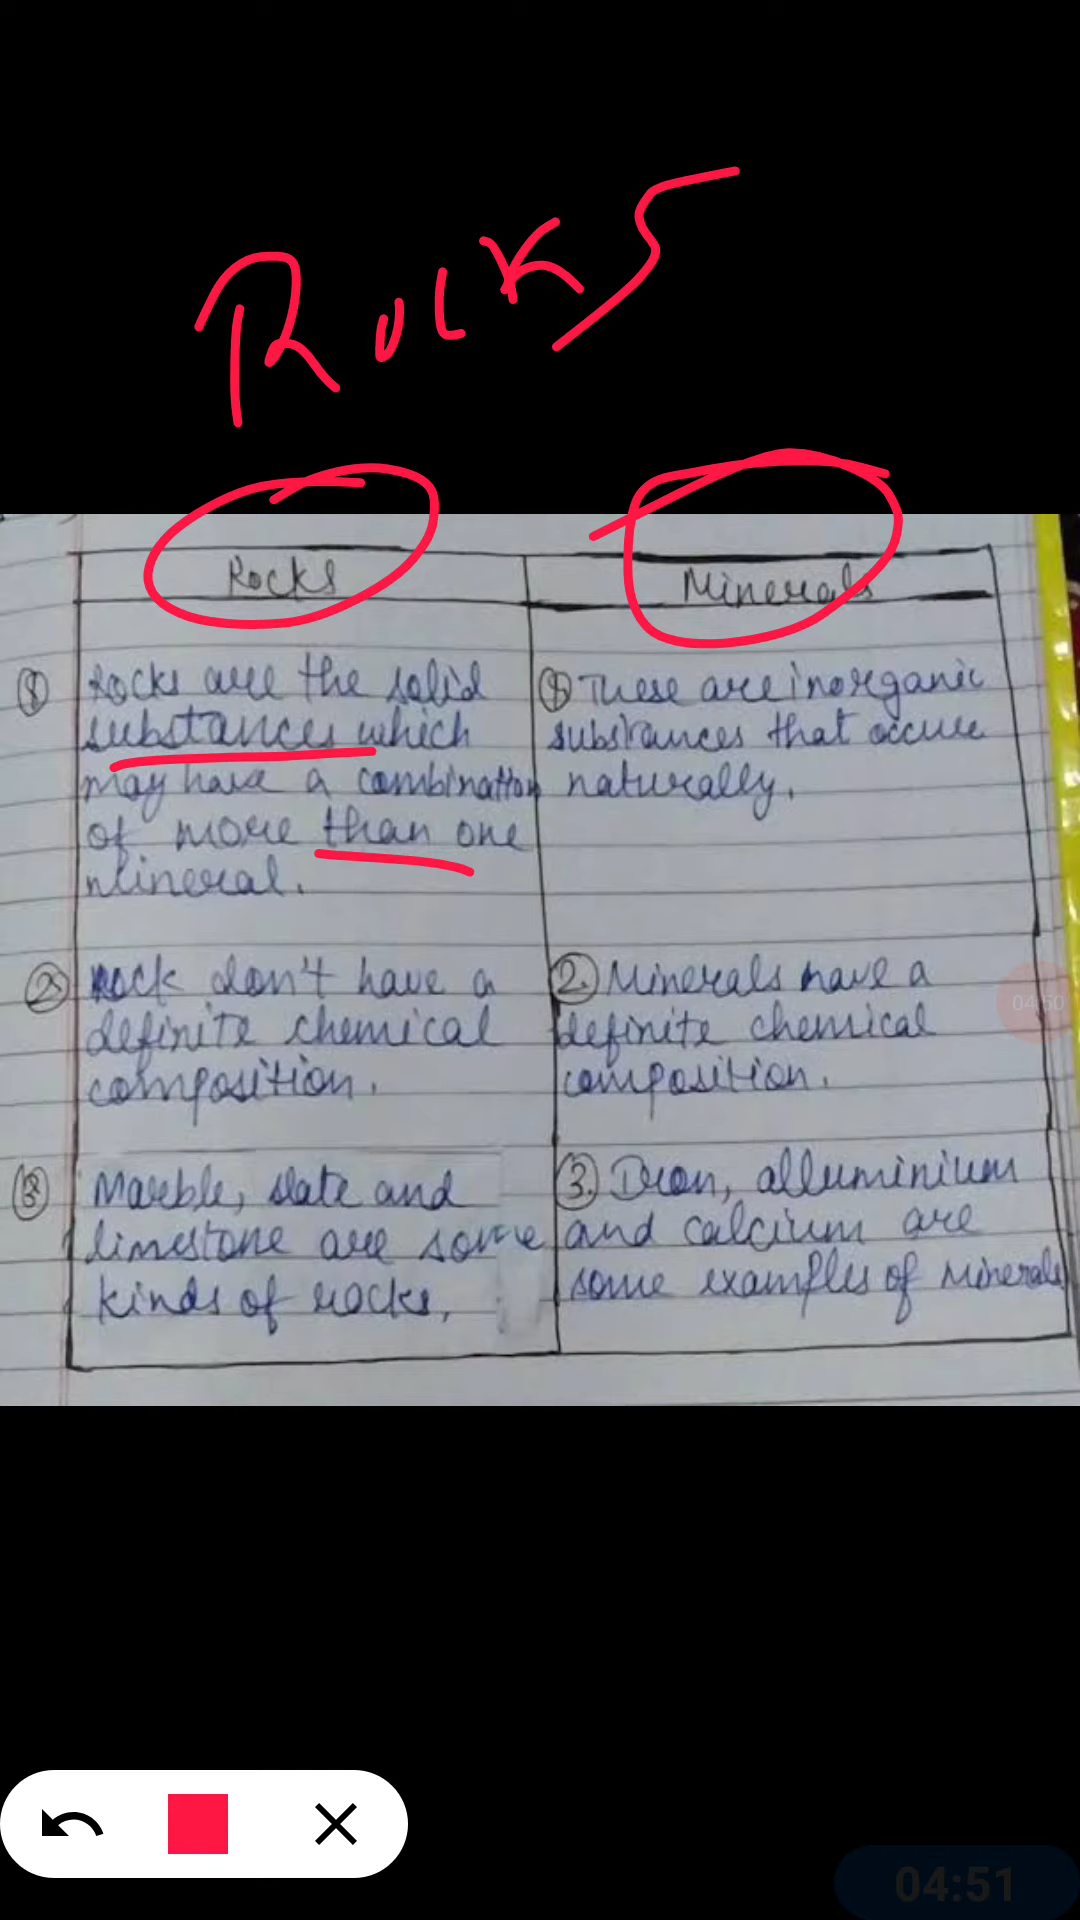 Rocks
Rocks
Minerals
① Rocks are the solid
substances which
may have a combination
of more than one
mineral.
① These are inorganic
substances that occure
naturally.
② rock don't have a
definite chemical
composition.
2. Minerals have a
definite chemical
composition.
③ Marble, slate and
limestone are some
kinds of rocks,
3. Iron, alluminium
and calcium are
some examples of Minerals
04:50
04:51